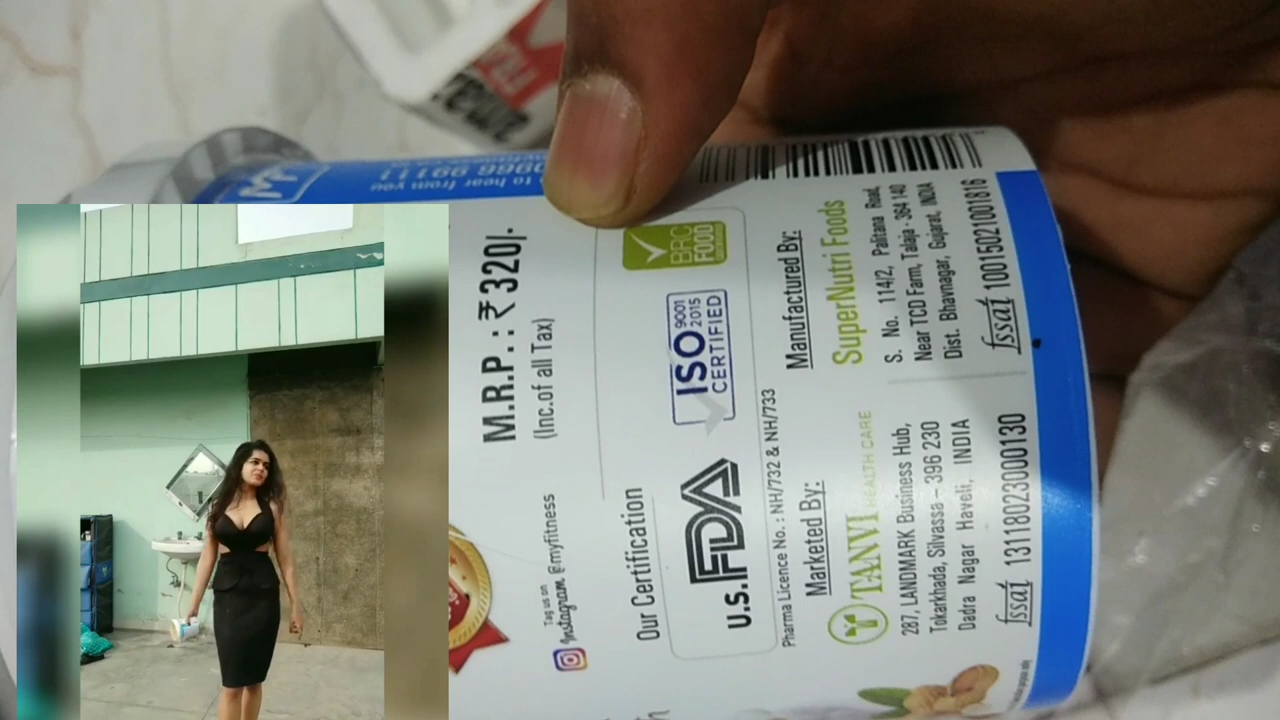 M.R.P. : ₹ 320/-
(Inc.of all Tax)
Tag us on
Instagram @myfitness
Our Certification
U.S. FDA
ISO 9001
2015
CERTIFIED
BRC
FOOD
Pharma Licence No. : NH/732 & NH/733
Marketed By:
TANVI HEALTH CARE
287, LANDMARK Business Hub,
Tokarkhada, Silvassa – 396 230
Dadra Nagar Haveli, INDIA
fssai 13118023000130
Manufactured By:
SuperNutri Foods
S. No. 114/2, Palitana Road,
Near TCD Farm, Talaja - 364 140
Dist. Bhavnagar, Gujarat, INDIA
fssai 10015021001816
to hear from you